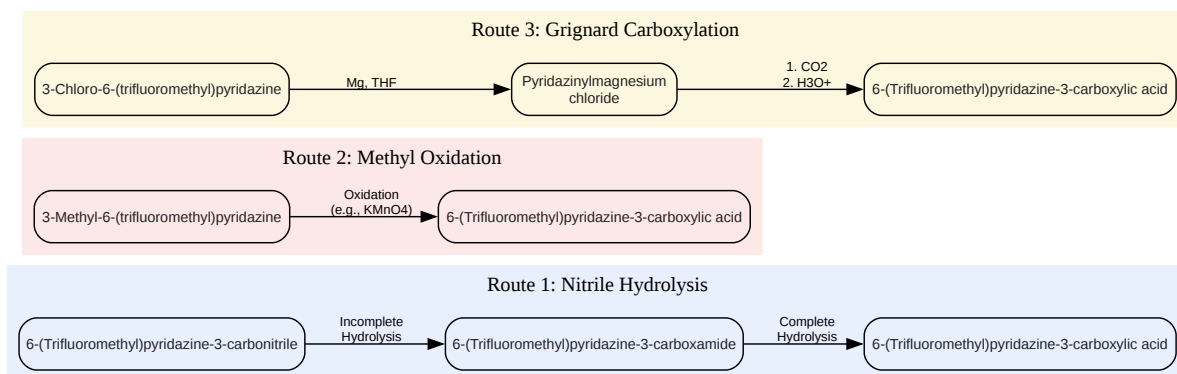 Route 3: Grignard Carboxylation
3-Chloro-6-(trifluoromethyl)pyridazine
Mg, THF
Pyridazinylmagnesium
chloride
1. CO2
2. H3O+
6-(Trifluoromethyl)pyridazine-3-carboxylic acid
Route 2: Methyl Oxidation
3-Methyl-6-(trifluoromethyl)pyridazine
Oxidation
(e.g., KMnO4)
6-(Trifluoromethyl)pyridazine-3-carboxylic acid
Route 1: Nitrile Hydrolysis
6-(Trifluoromethyl)pyridazine-3-carbonitrile
Incomplete
Hydrolysis
6-(Trifluoromethyl)pyridazine-3-carboxamide
Complete
Hydrolysis
6-(Trifluoromethyl)pyridazine-3-carboxylic acid